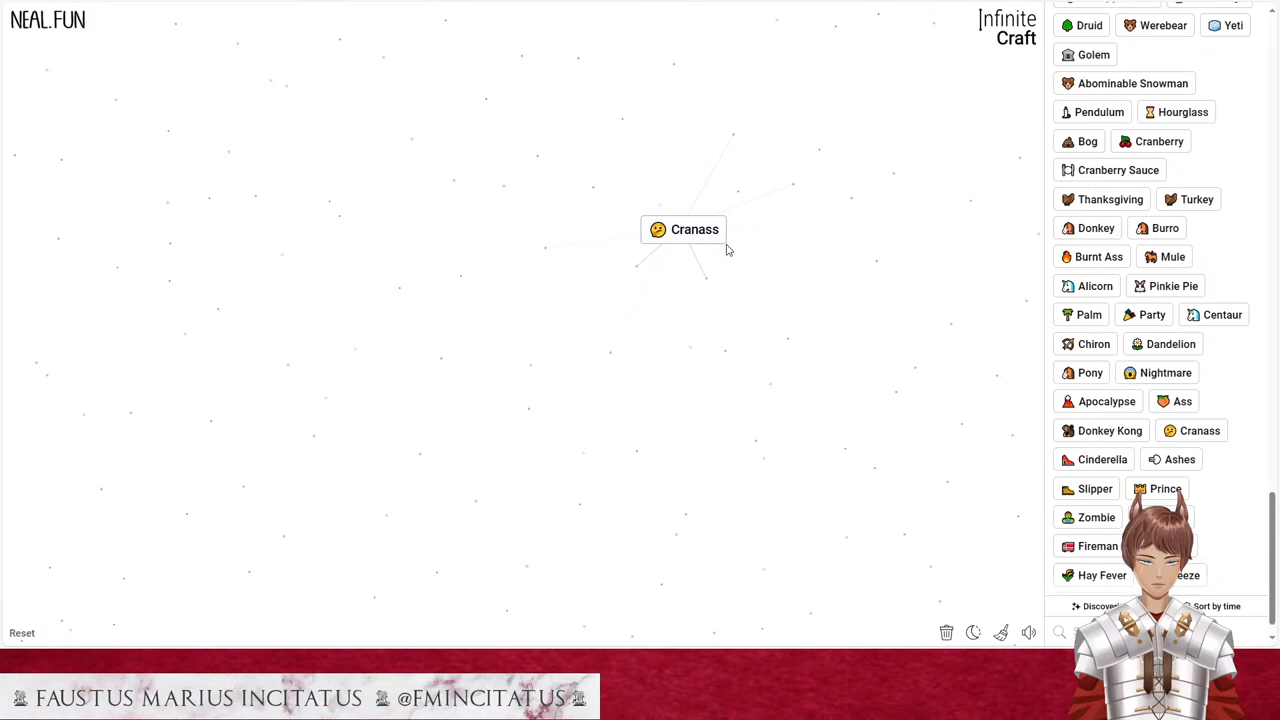 NEAL.FUN
Infinite
Craft
Druid Werebear Yeti
Golem
Abominable Snowman
Pendulum Hourglass
Bog Cranberry
Cranberry Sauce
Cranass
Thanksgiving Turkey
Donkey Burro
Burnt Ass Mule
Alicorn Pinkie Pie
Palm Party Centaur
Chiron Dandelion
Pony Nightmare
Apocalypse Ass
Donkey Kong Cranass
Cinderella Ashes
Slipper Prince
Zombie
Fireman
Hay Fever
Sort by time
Reset
FAUSTUS MARIUS INCITATUS @FMINCITATUS